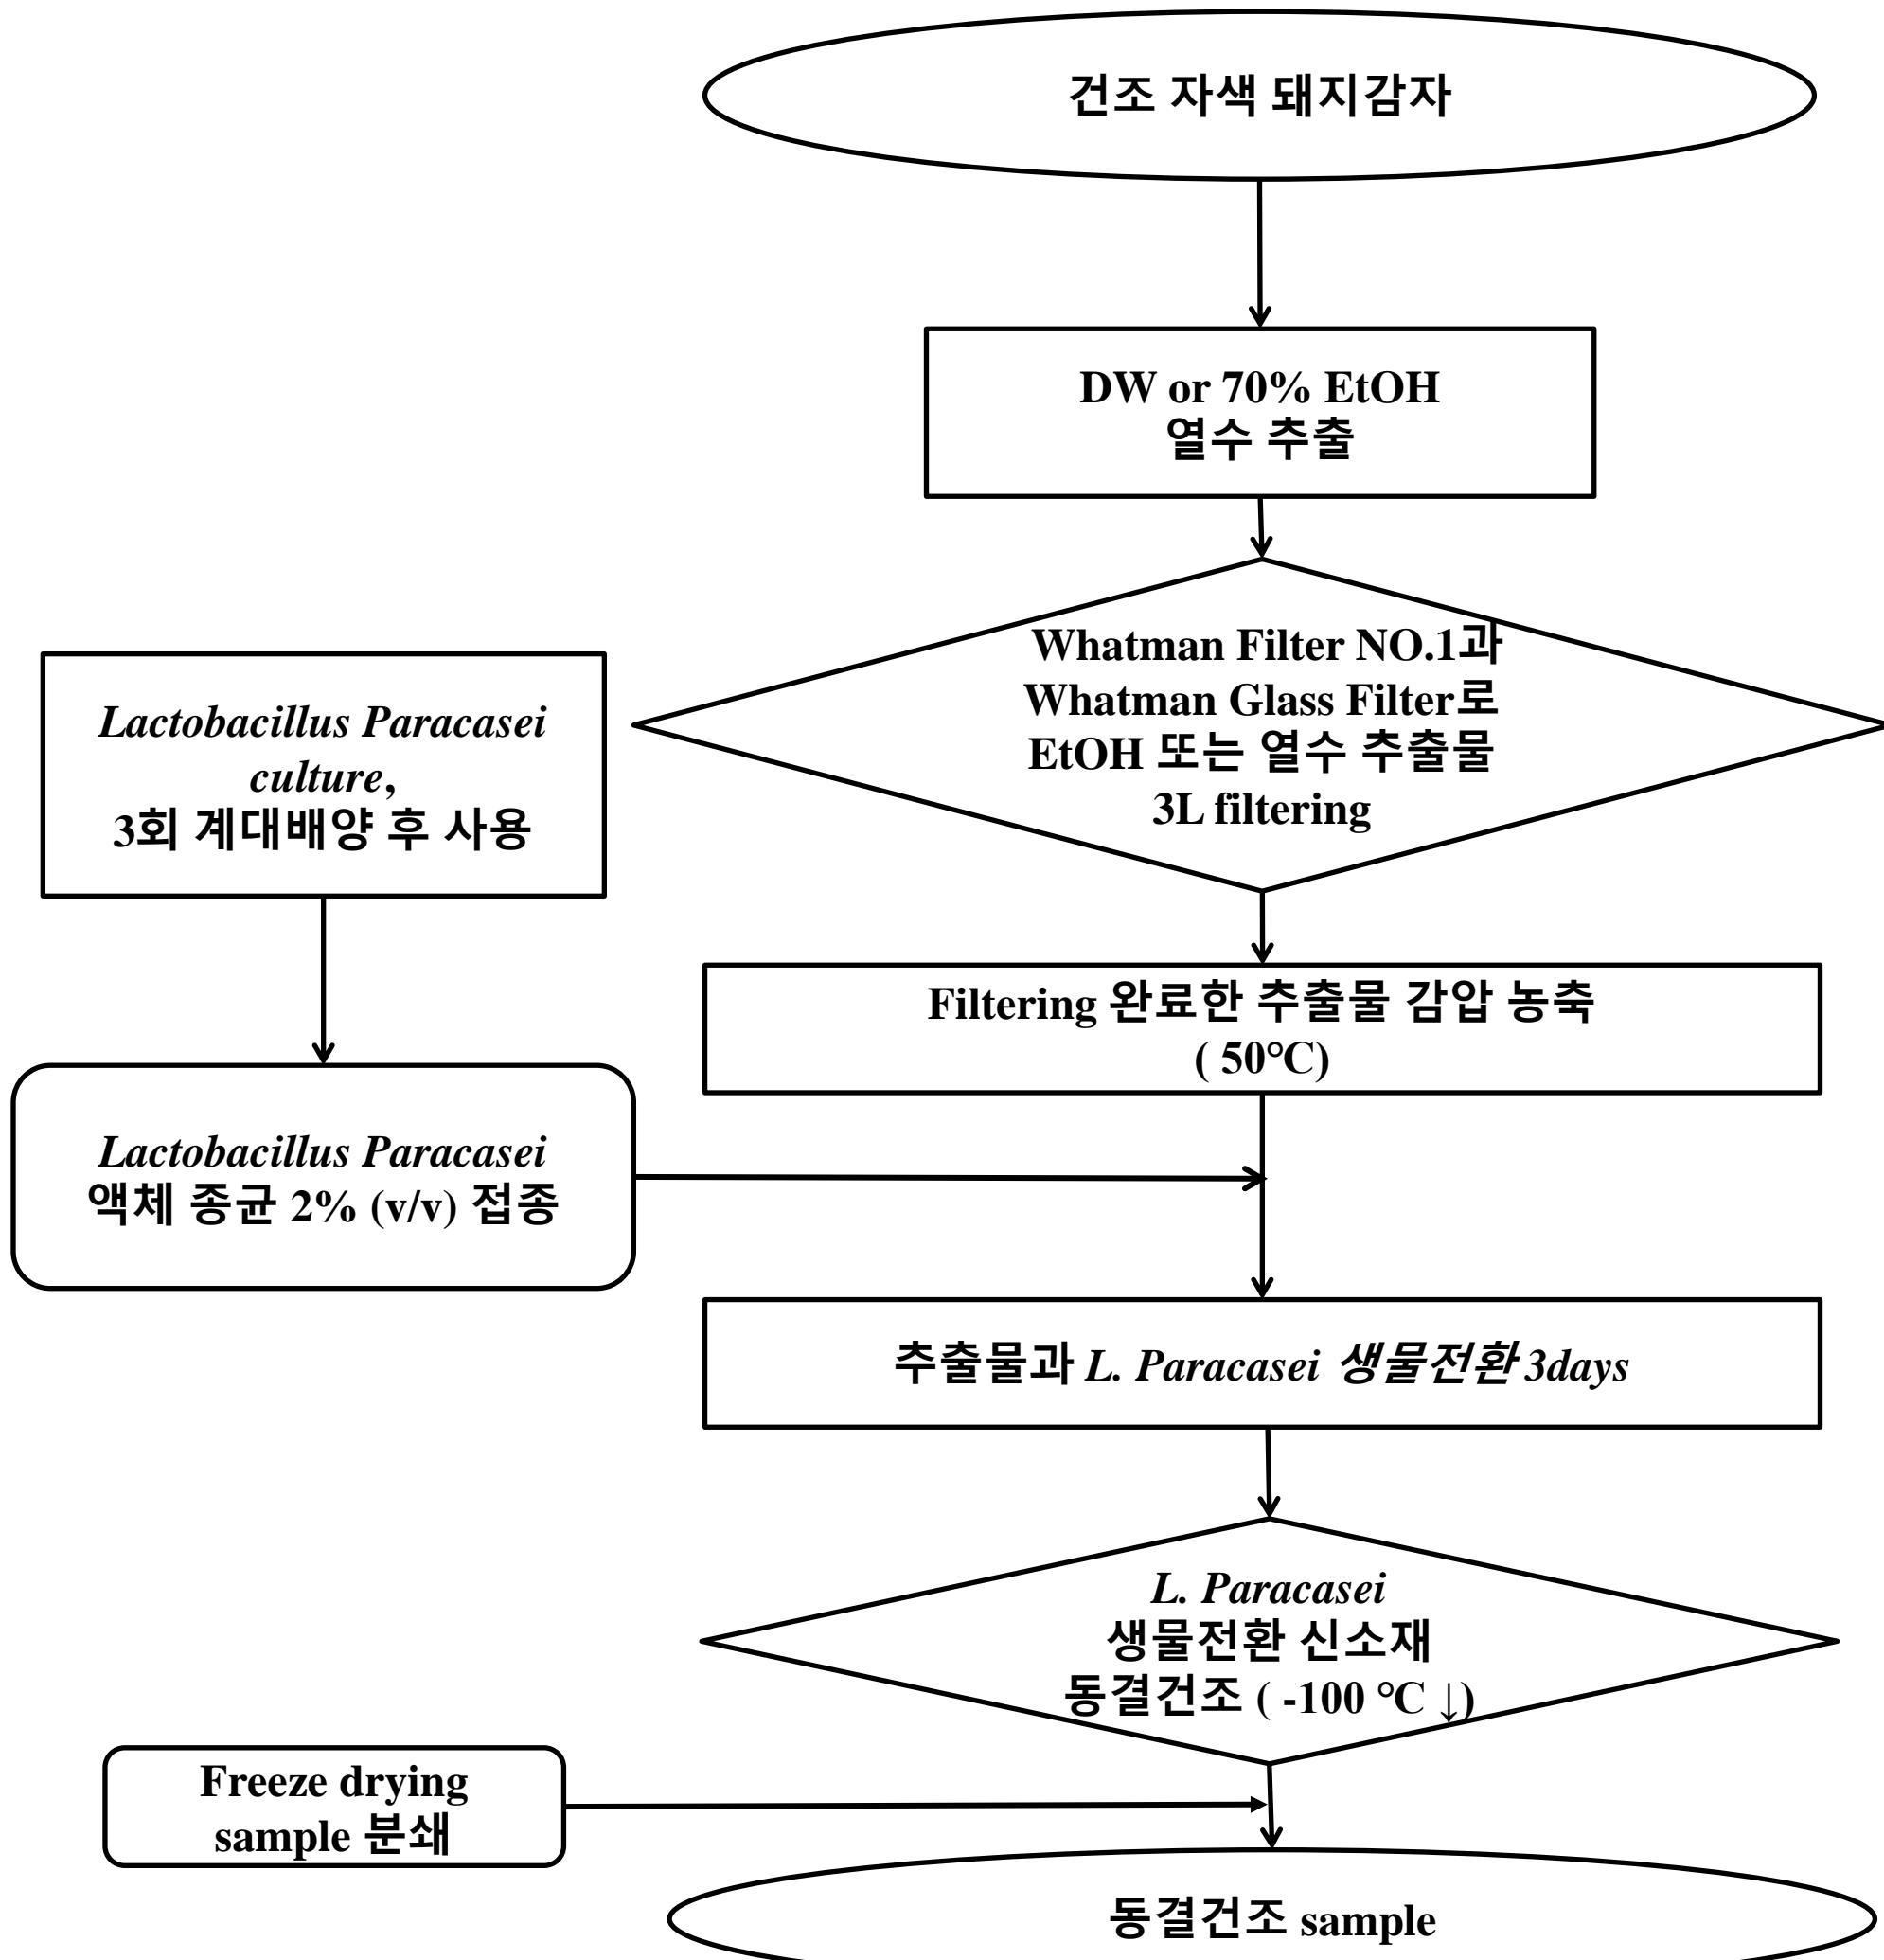 건조 자색 돼지감자
DW or 70% EtOH
열수 추출
Whatman Filter NO.1과
Whatman Glass Filter로
EtOH 또는 열수 추출물
3L filtering
Lactobacillus Paracasei
culture,
3회 계대배양 후 사용
Filtering 완료한 추출물 감압 농축
( 50℃)
Lactobacillus Paracasei
액체 종균 2% (v/v) 접종
추출물과 L. Paracasei 생물전환 3days
L. Paracasei
생물전환 신소재
동결건조 ( -100 ℃ ↓)
Freeze drying
sample 분쇄
동결건조 sample